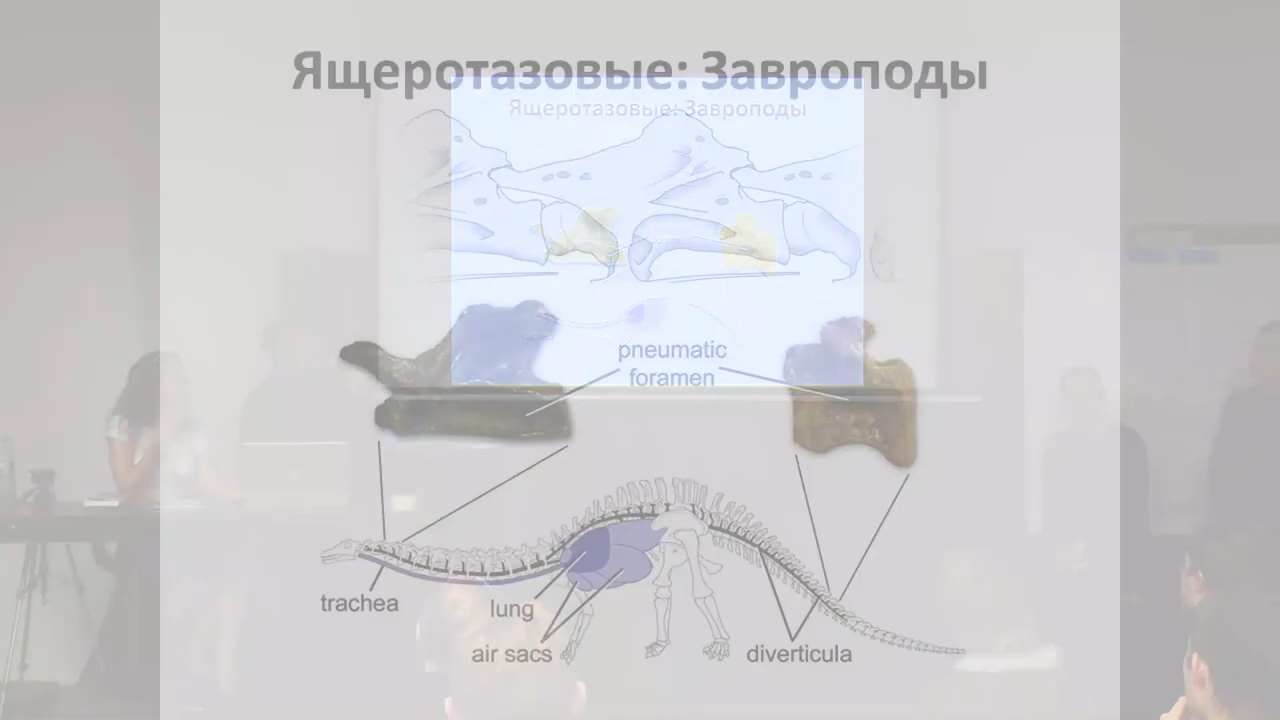 Ящеротазовые: Завроподы
Ящеротазовые: Завроподы
pneumatic
foramen
trachea
lung
air sacs
diverticula